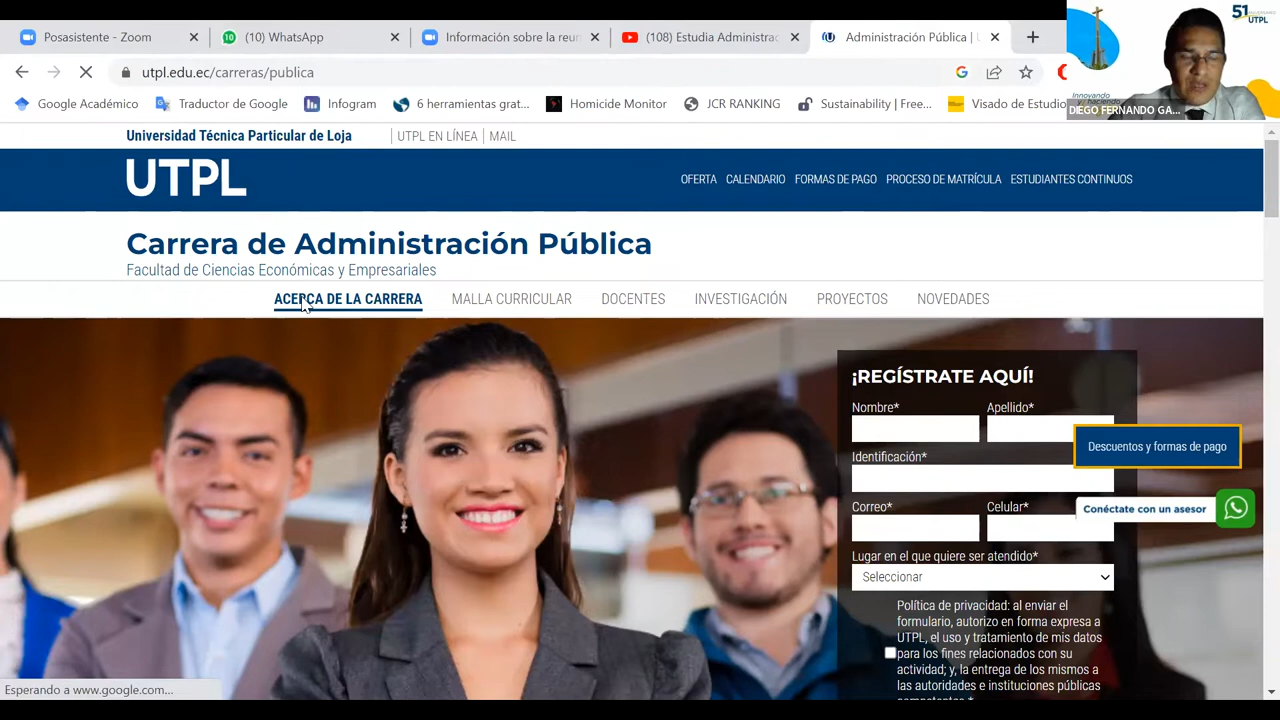 Posasistente - Zoom
(10) WhatsApp
Información sobre la reun
(108) Estudia Administrac
Administración Pública | U
utpl.edu.ec/carreras/publica
Google Académico
Traductor de Google
Infogram
6 herramientas grat...
Homicide Monitor
JCR RANKING
Sustainability | Free...
Visado de Estudio
51 ANIVERSARIO
UTPL
Innovando
y haciendo
DIEGO FERNANDO GA...
Universidad Técnica Particular de Loja
UTPL EN LÍNEA
MAIL
UTPL
OFERTA
CALENDARIO
FORMAS DE PAGO
PROCESO DE MATRÍCULA
ESTUDIANTES CONTINUOS
Carrera de Administración Pública
Facultad de Ciencias Económicas y Empresariales
ACERCA DE LA CARRERA
MALLA CURRICULAR
DOCENTES
INVESTIGACIÓN
PROYECTOS
NOVEDADES
¡REGÍSTRATE AQUÍ!
Nombre*
Apellido*
Identificación*
Correo*
Celular*
Lugar en el que quiere ser atendido*
Seleccionar
Política de privacidad: al enviar el
formulario, autorizo en forma expresa a
UTPL, el uso y tratamiento de mis datos
para los fines relacionados con su
actividad; y, la entrega de los mismos a
las autoridades e instituciones públicas
Descuentos y formas de pago
Conéctate con un asesor
Esperando a www.google.com...